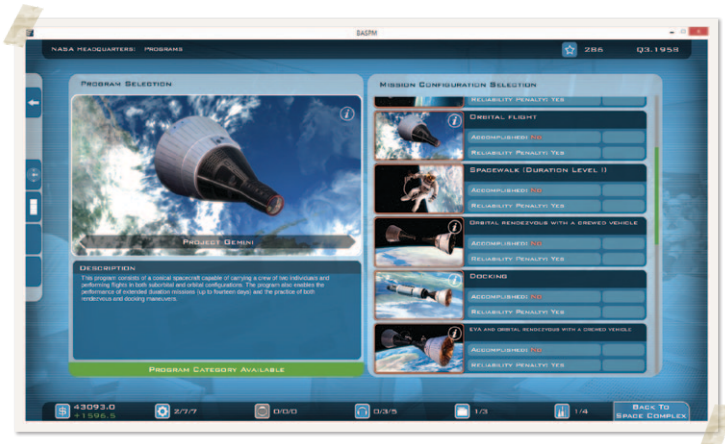 BASPM
NASA Headquarters: Programs
286
Q3.1958
Program Selection
Project Gemini
Description
This program consists of a conical spacecraft capable of carrying a crew of two individuals and
performing flights in both suborbital and orbital configurations. The program also enables the
performance of extended duration missions (up to fourteen days) and the practice of both
rendezvous and docking maneuvers.
Program Category Available
Mission Configuration Selection
Reliability Penalty: Yes
Orbital Flight
Accomplished: No
Reliability Penalty: Yes
Spacewalk (Duration Level I)
Accomplished: No
Reliability Penalty: Yes
Orbital rendezvous with a crewed vehicle
Accomplished: No
Reliability Penalty: Yes
Docking
Accomplished: No
Reliability Penalty: Yes
EVA and orbital rendezvous with a crewed vehicle
Accomplished: No
Reliability Penalty: Yes
43093.0
+1596.5
2/7/7
0/0/0
0/3/5
1/3
1/4
Back To
Space Complex